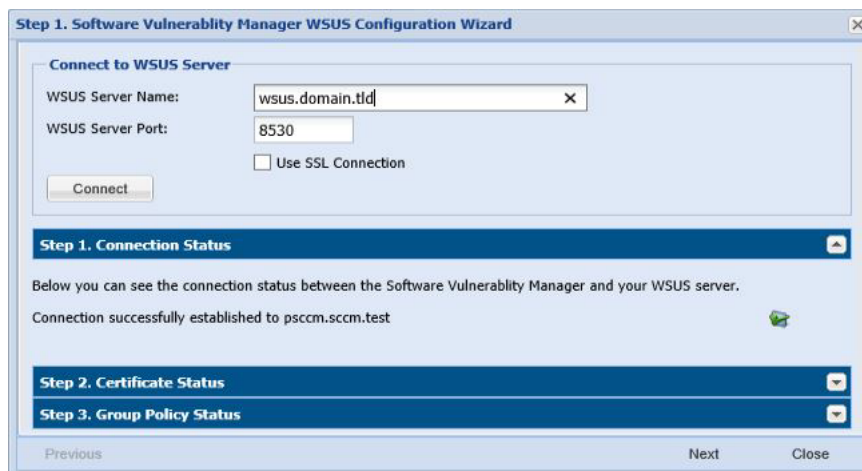 Step 1. Software Vulnerablity Manager WSUS Configuration Wizard
Connect to WSUS Server
WSUS Server Name:
wsus.domain.tld
WSUS Server Port:
8530
Use SSL Connection
Connect
Step 1. Connection Status
Below you can see the connection status between the Software Vulnerablity Manager and your WSUS server.
Connection successfully established to psccm.sccm.test
Step 2. Certificate Status
Step 3. Group Policy Status
Previous
Next
Close